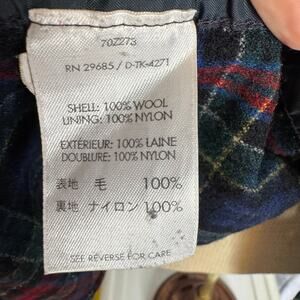 70Z273
RN 29685 / D-TK-4271
SHELL: 100% WOOL
LINING: 100% NYLON
EXTÉRIEUR: 100% LAINE
DOUBLURE: 100% NYLON
表地 毛 100%
裏地 ナイロン 100%
SEE REVERSE FOR CARE